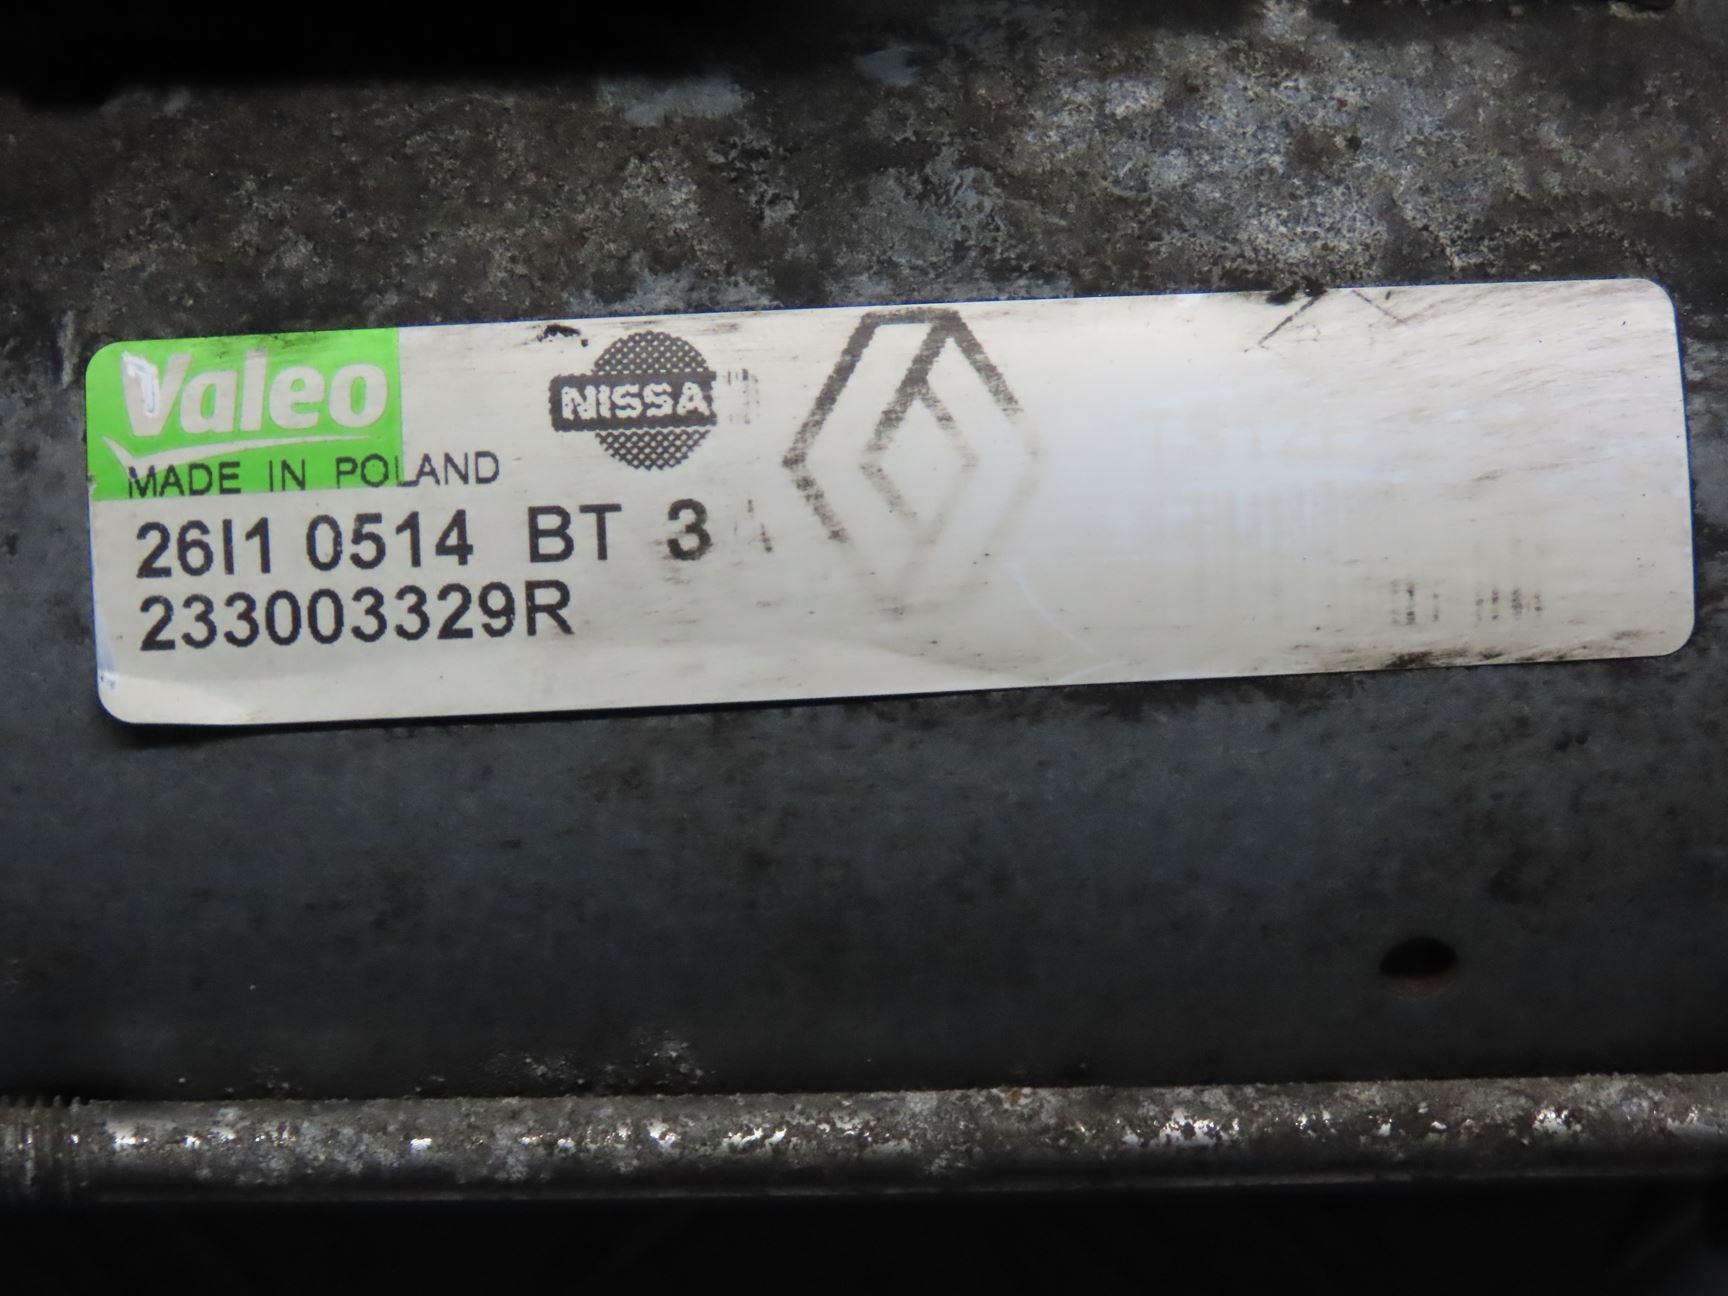 Valeo
NISSA
MADE IN POLAND
26I1 0514 BT 3
233003329R